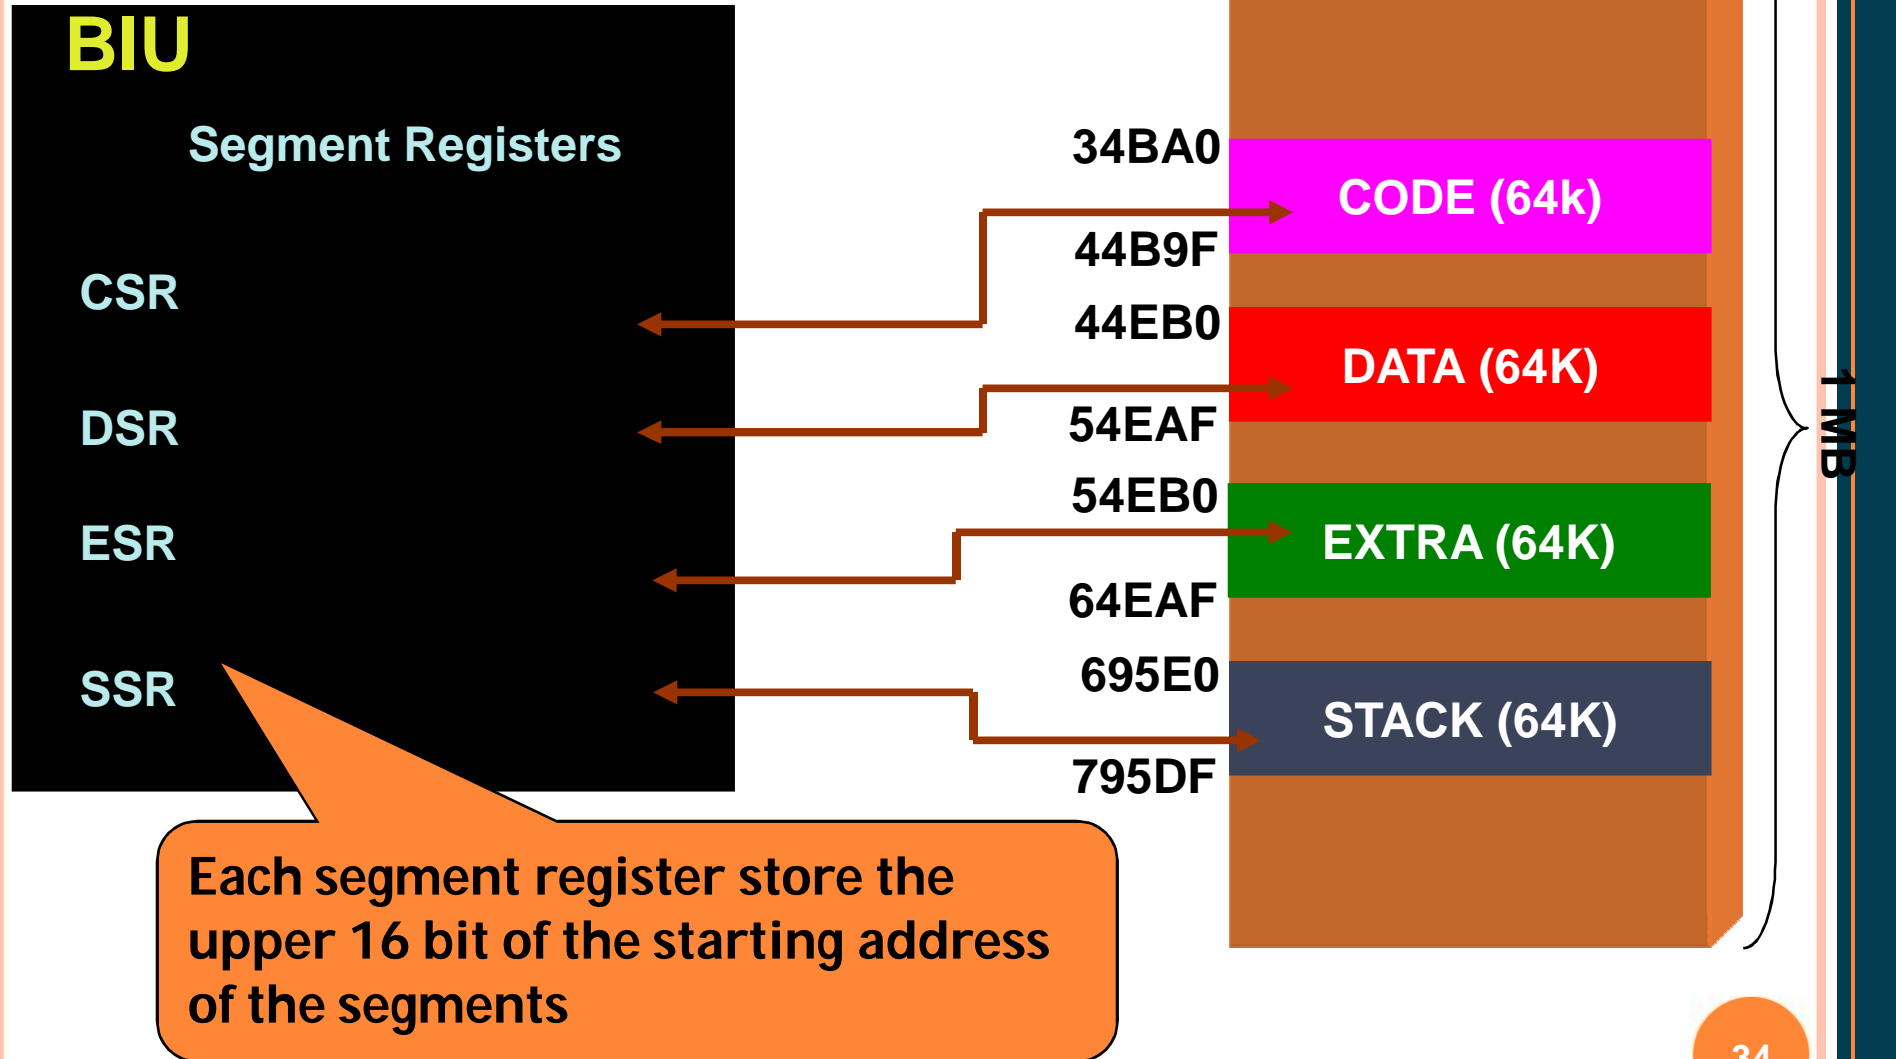 BIU
Segment Registers
CSR
DSR
ESR
SSR
34BA0
44B9F
44EB0
54EAF
54EB0
64EAF
695E0
795DF
CODE (64k)
DATA (64K)
EXTRA (64K)
STACK (64K)
1 MB
Each segment register store the
upper 16 bit of the starting address
of the segments
34